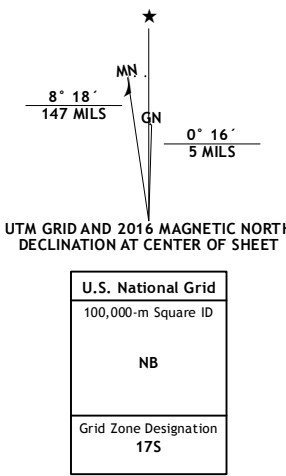 ★
MN
8° 18´
147 MILS
GN
0° 16´
5 MILS
UTM GRID AND 2016 MAGNETIC NORTH
DECLINATION AT CENTER OF SHEET
U.S. National Grid
100,000-m Square ID
NB
Grid Zone Designation
17S